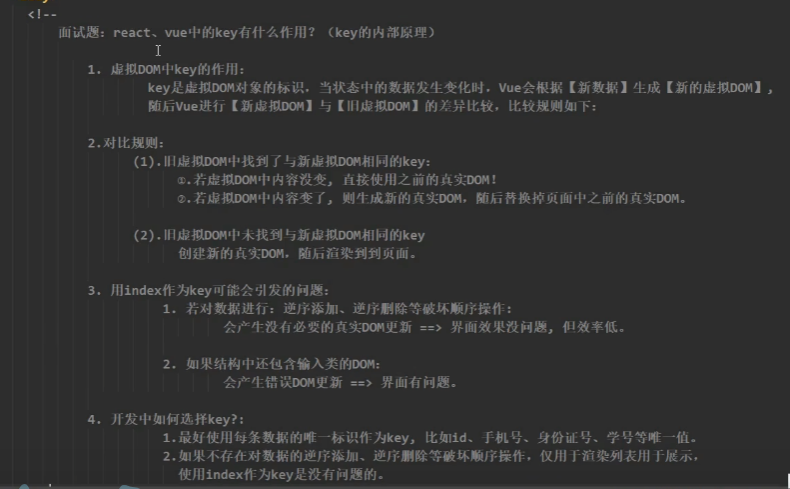 <!--
面试题: react、vue中的key有什么作用? (key的内部原理)
1. 虚拟DOM中key的作用:
key是虚拟DOM对象的标识, 当状态中的数据发生变化时, Vue会根据【新数据】生成【新的虚拟DOM】,
随后Vue进行【新虚拟DOM】与【旧虚拟DOM】的差异比较, 比较规则如下:
2.对比规则:
(1).旧虚拟DOM中找到了与新虚拟DOM相同的key:
①.若虚拟DOM中内容没变, 直接使用之前的真实DOM!
②.若虚拟DOM中内容变了, 则生成新的真实DOM, 随后替换掉页面中之前的真实DOM。
(2).旧虚拟DOM中未找到与新虚拟DOM相同的key
创建新的真实DOM, 随后渲染到到页面。
3. 用index作为key可能会引发的问题:
1. 若对数据进行: 逆序添加、逆序删除等破坏顺序操作:
会产生没有必要的真实DOM更新 ==> 界面效果没问题, 但效率低。
2. 如果结构中还包含输入类的DOM:
会产生错误DOM更新 ==> 界面有问题。
4. 开发中如何选择key?:
1.最好使用每条数据的唯一标识作为key, 比如id、手机号、身份证号、学号等唯一值。
2.如果不存在对数据的逆序添加、逆序删除等破坏顺序操作, 仅用于渲染列表用于展示,
使用index作为key是没有问题的。